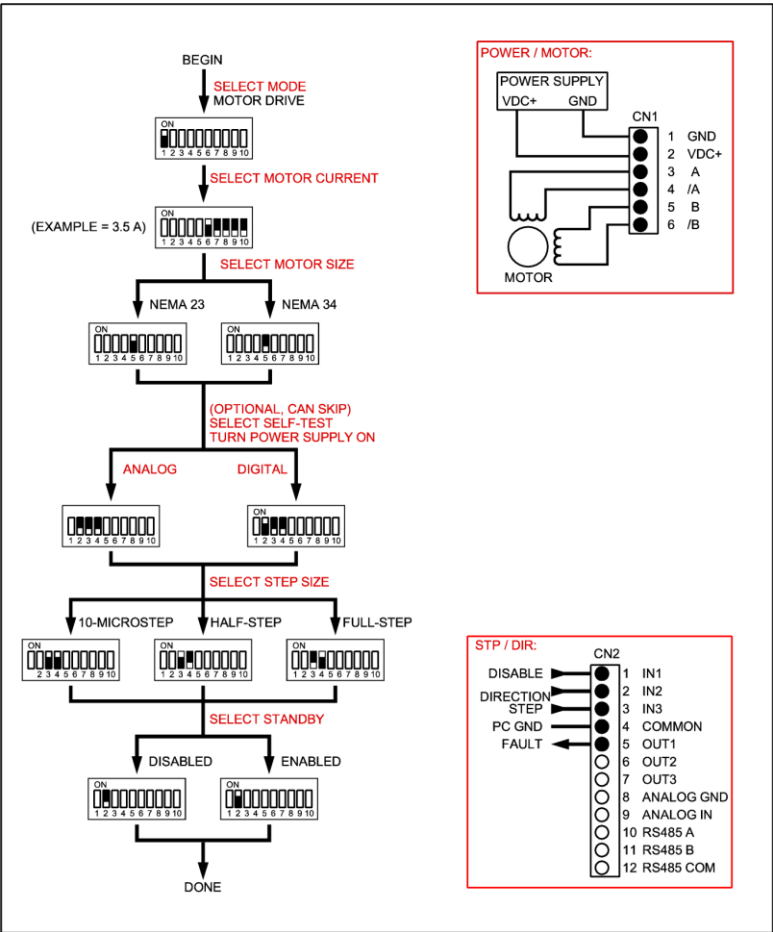 BEGIN
SELECT MODE
MOTOR DRIVE
ON
1 2 3 4 5 6 7 8 9 10
SELECT MOTOR CURRENT
(EXAMPLE = 3.5 A)
ON
1 2 3 4 5 6 7 8 9 10
SELECT MOTOR SIZE
NEMA 23
NEMA 34
ON
1 2 3 4 5 6 7 8 9 10
ON
1 2 3 4 5 6 7 8 9 10
(OPTIONAL, CAN SKIP)
SELECT SELF-TEST
TURN POWER SUPPLY ON
ANALOG
DIGITAL
1 2 3 4 5 6 7 8 9 10
ON
1 2 3 4 5 6 7 8 9 10
SELECT STEP SIZE
10-MICROSTEP
HALF-STEP
FULL-STEP
ON
2 3 4 5 6 7 8 9 10
ON
1 2 3 4 5 6 7 8 9 10
ON
1 2 3 4 5 6 7 8 9 10
SELECT STANDBY
DISABLED
ENABLED
ON
1 2 3 4 5 6 7 8 9 10
ON
1 2 3 4 5 6 7 8 9 10
DONE
POWER / MOTOR:
POWER SUPPLY
VDC+ GND
CN1
1 GND
2 VDC+
3 A
4 /A
5 B
6 /B
MOTOR
STP / DIR:
CN2
DISABLE 1 IN1
DIRECTION 2 IN2
STEP 3 IN3
PC GND 4 COMMON
FAULT 5 OUT1
6 OUT2
7 OUT3
8 ANALOG GND
9 ANALOG IN
10 RS485 A
11 RS485 B
12 RS485 COM